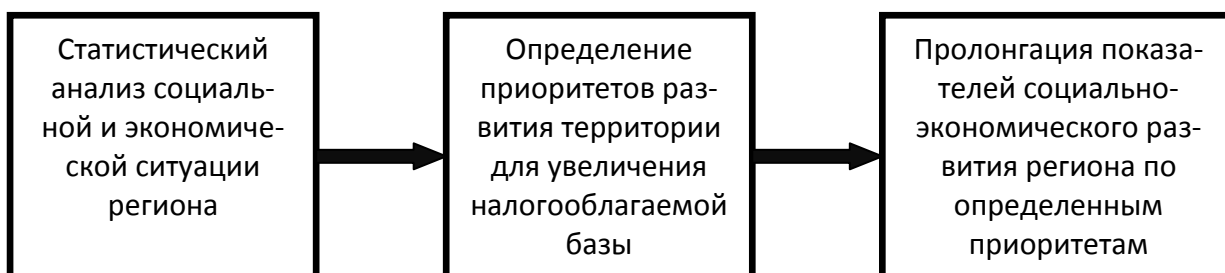 Статистический
анализ социаль-
ной и экономиче-
ской ситуации
региона
Определение
приоритетов раз-
вития территории
для увеличения
налогооблагаемой
базы
Пролонгация показа-
телей социально-
экономического раз-
вития региона по
определенным
приоритетам